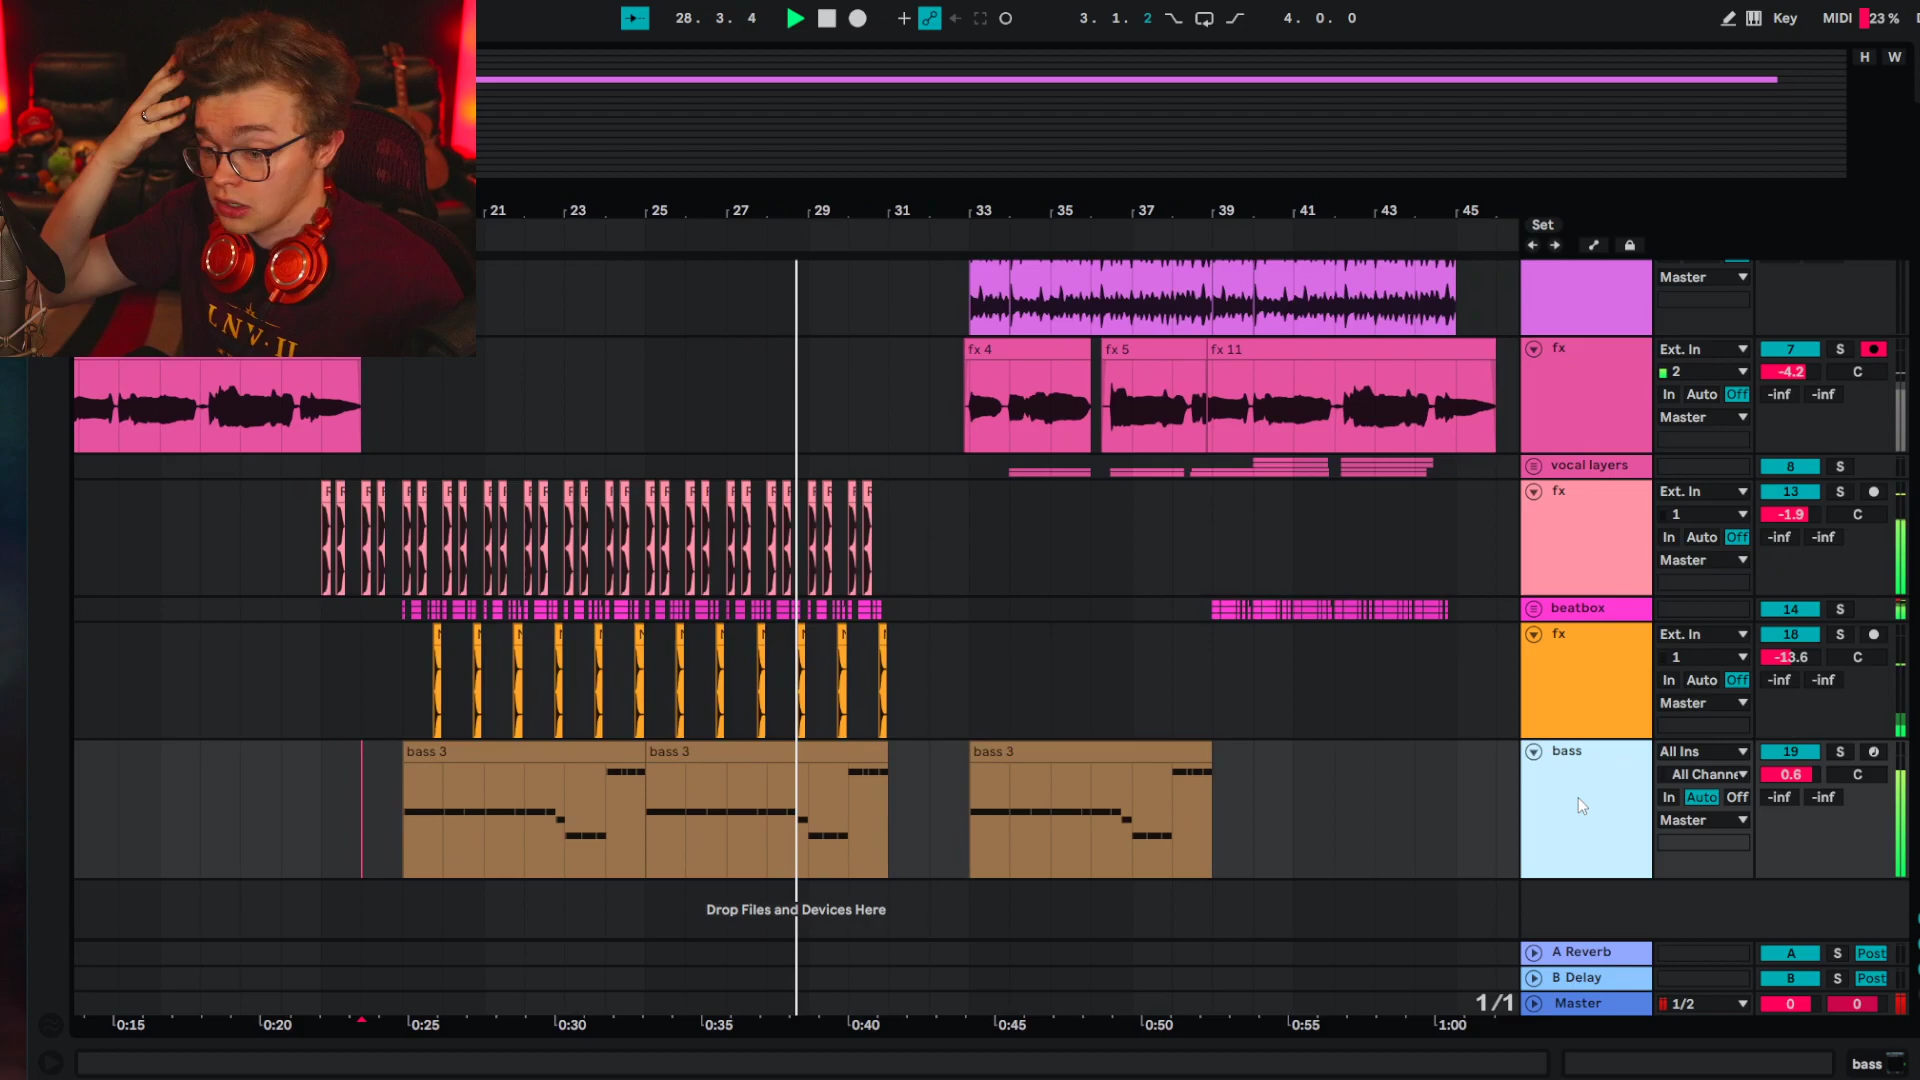 28. 3. 4
3. 1. 2
4. 0. 0
Key
MIDI
23 %
H W
21 23 25 27 29 31 33 35 37 39 41 43 45
Set
Master
fx 4
fx 5
fx 11
fx
Ext. In
7
S
2
-4.2
C
In Auto Off
-inf -inf
Master
vocal layers
8
S
fx
Ext. In
13
S
1
-1.9
C
In Auto Off
-inf -inf
Master
beatbox
14
S
fx
Ext. In
18
S
1
-13.6
C
In Auto Off
-inf -inf
Master
bass 3
bass 3
bass 3
bass
All Ins
19
S
All Channe
0.6
C
In Auto Off
-inf -inf
Master
Drop Files and Devices Here
A Reverb
A
S
Post
B Delay
B
S
Post
1/1
Master
1/2
0
0
0:15 0:20 0:25 0:30 0:35 0:40 0:45 0:50 0:55 1:00
bass